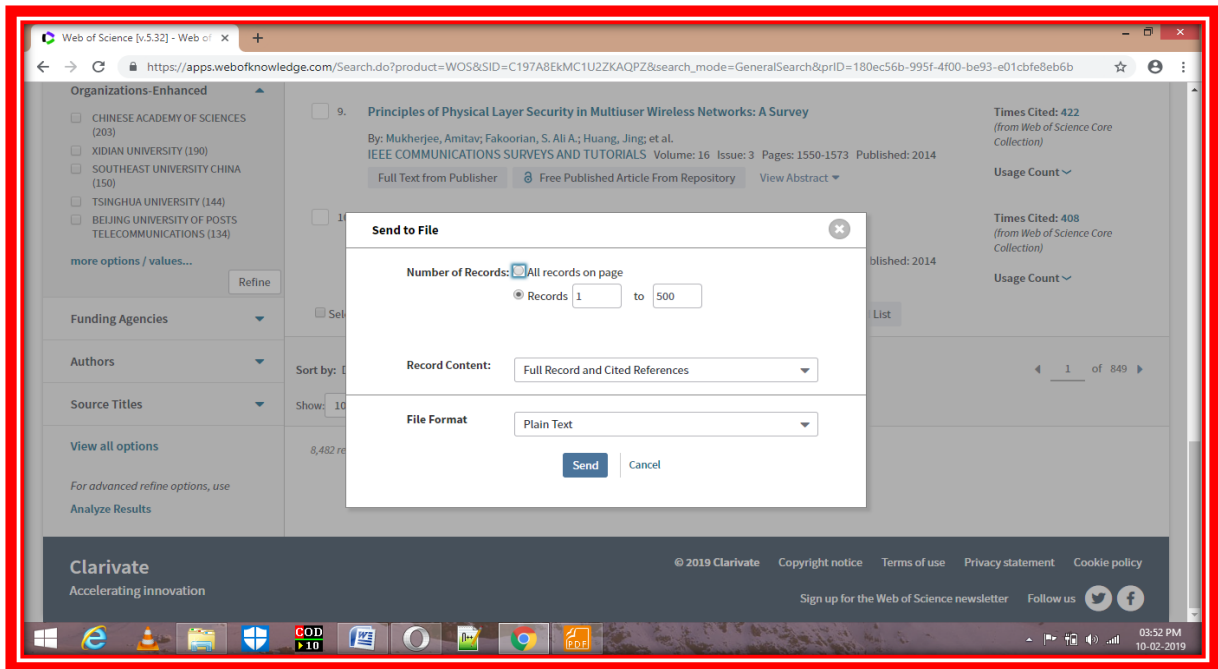 Web of Science [v.5.32] - Web of
https://apps.webofknowledge.com/Search.do?product=WOS&SID=C197A8EkMC1U2ZKAQPZ&search_mode=GeneralSearch&prID=180ec56b-995f-4f00-be93-e01cbfe8eb6b
Organizations-Enhanced
CHINESE ACADEMY OF SCIENCES
(203)
XIDIAN UNIVERSITY (190)
SOUTHEAST UNIVERSITY CHINA
(150)
TSINGHUA UNIVERSITY (144)
BEIJING UNIVERSITY OF POSTS
TELECOMMUNICATIONS (134)
more options / values...
Refine
Funding Agencies
Authors
Source Titles
View all options
For advanced refine options, use
Analyze Results
9. Principles of Physical Layer Security in Multiuser Wireless Networks: A Survey
By: Mukherjee, Amitav; Fakoorian, S. Ali A.; Huang, Jing; et al.
IEEE COMMUNICATIONS SURVEYS AND TUTORIALS Volume: 16 Issue: 3 Pages: 1550-1573 Published: 2014
Full Text from Publisher Free Published Article From Repository View Abstract
Times Cited: 422
(from Web of Science Core
Collection)
Usage Count
Times Cited: 408
(from Web of Science Core
Collection)
blished: 2014
Usage Count
Send to File
Number of Records: All records on page
Records 1 to 500
Record Content: Full Record and Cited References
File Format Plain Text
Send Cancel
Sel
List
Sort by:
1 of 849
Show: 10
8,482 re
Clarivate
Accelerating innovation
© 2019 Clarivate Copyright notice Terms of use Privacy statement Cookie policy
Sign up for the Web of Science newsletter Follow us
COD
10
PDF
03:52 PM
10-02-2019